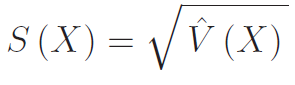 S (X) = √V̂ (X)